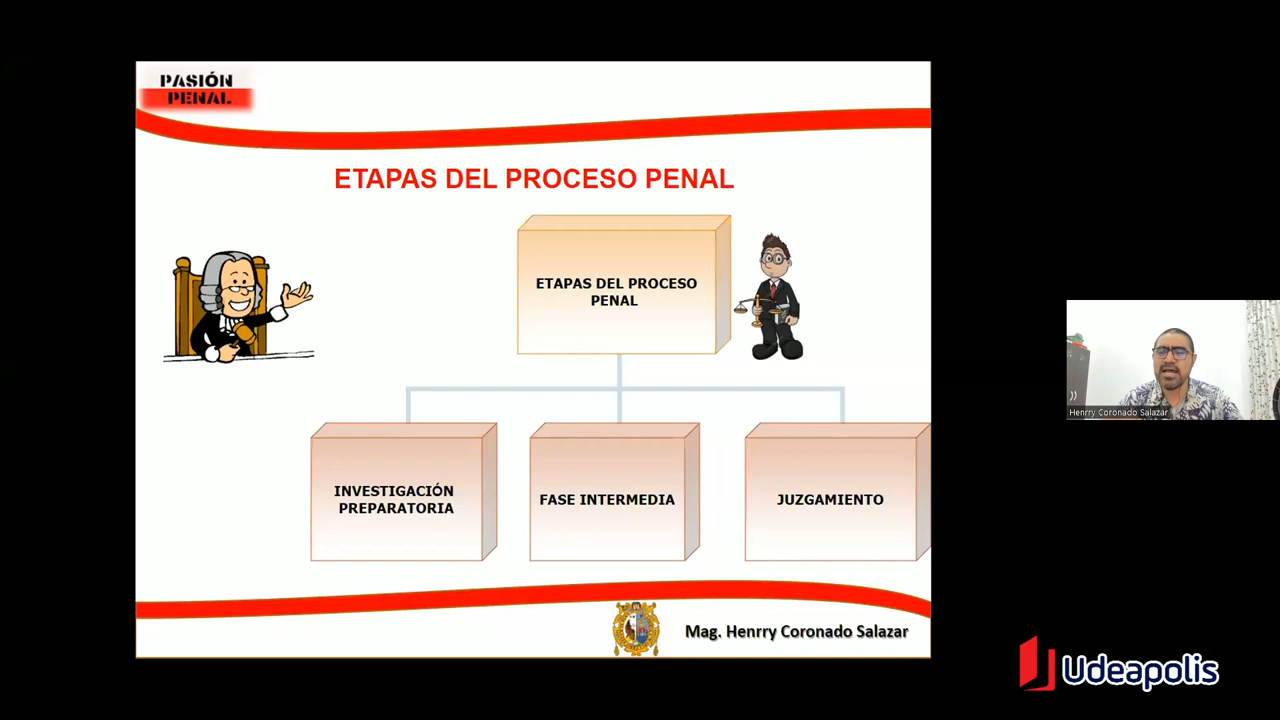 PASIÓN
PENAL
ETAPAS DEL PROCESO PENAL
ETAPAS DEL PROCESO
PENAL
INVESTIGACIÓN
PREPARATORIA
FASE INTERMEDIA
JUZGAMIENTO
Mag. Henrry Coronado Salazar
Henrry Coronado Salazar
Udeapolis